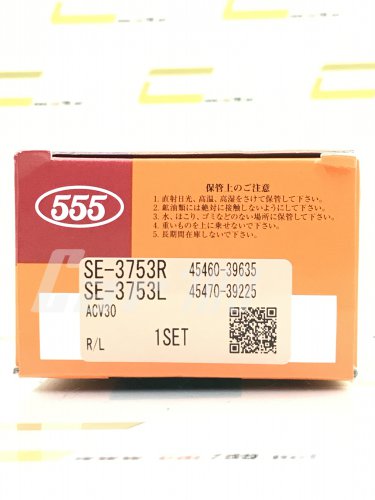 保管上のご注意
1. 直射日光、高温、高湿をさけて保管して下さい。
2. 鉱油類には絶対に接触しないようにして下さい。
3. 水、ほこり、ゴミなどのない場所に保管して下さい。
4. 重いものを上に乗せないで下さい。
5. 長期間在庫しないで下さい。
555
SE-3753R 45460-39635
SE-3753L 45470-39225
ACV30
R/L 1SET